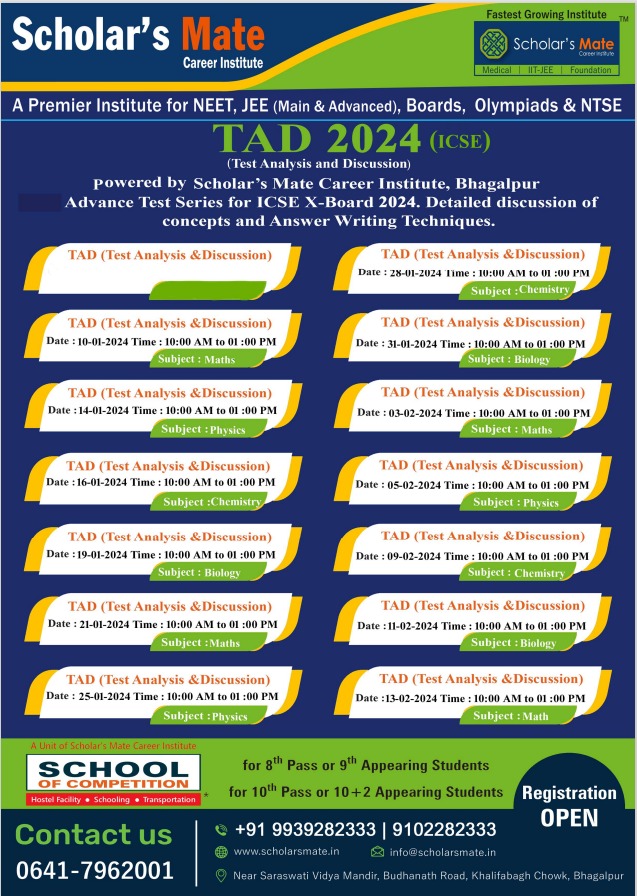 Scholar's Mate
Career Institute
Fastest Growing Institute
TM
Scholar's Mate
Career Institute
Medical | IIT-JEE | Foundation
A Premier Institute for NEET, JEE (Main & Advanced), Boards, Olympiads & NTSE
TAD 2024 (ICSE)
(Test Analysis and Discussion)
Powered by Scholar's Mate Career Institute, Bhagalpur
Advance Test Series for ICSE X-Board 2024. Detailed discussion of
concepts and Answer Writing Techniques.
TAD (Test Analysis &Discussion)
TAD (Test Analysis &Discussion)
Date : 10-01-2024 Time : 10:00 AM to 01 :00 PM
Subject : Maths
TAD (Test Analysis &Discussion)
Date :14-01-2024 Time : 10:00 AM to 01 :00 PM
Subject : Physics
TAD (Test Analysis &Discussion)
Date :16-01-2024 Time : 10:00 AM to 01 :00 PM
Subject : Chemistry
TAD (Test Analysis &Discussion)
Date : 19-01-2024 Time : 10:00 AM to 01 :00 PM
Subject : Biology
TAD (Test Analysis &Discussion)
Date : 21-01-2024 Time : 10:00 AM to 01 :00 PM
Subject : Maths
TAD (Test Analysis &Discussion)
Date : 25-01-2024 Time : 10:00 AM to 01 :00 PM
Subject : Physics
TAD (Test Analysis &Discussion)
Date : 28-01-2024 Time : 10:00 AM to 01 :00 PM
Subject : Chemistry
TAD (Test Analysis &Discussion)
Date : 31-01-2024 Time : 10:00 AM to 01 :00 PM
Subject : Biology
TAD (Test Analysis &Discussion)
Date : 03-02-2024 Time : 10:00 AM to 01 :00 PM
Subject : Maths
TAD (Test Analysis &Discussion)
Date : 05-02-2024 Time : 10:00 AM to 01 :00 PM
Subject : Physics
TAD (Test Analysis &Discussion)
Date : 09-02-2024 Time : 10:00 AM to 01 :00 PM
Subject : Chemistry
TAD (Test Analysis &Discussion)
Date :11-02-2024 Time : 10:00 AM to 01 :00 PM
Subject : Biology
TAD (Test Analysis &Discussion)
Date :13-02-2024 Time : 10:00 AM to 01 :00 PM
Subject : Math
A Unit of Scholar's Mate Career Institute.
SCHOOL
OF COMPETITION
Hostel Facility ● Schooling ● Transportation *
for 8th Pass or 9th Appearing Students
for 10th Pass or 10+2 Appearing Students
Registration
OPEN
Contact us
0641-7962001
+91 9939282333 | 9102282333
www.scholarsmate.in info@scholarsmate.in
Near Saraswati Vidya Mandir, Budhanath Road, Khalifabagh Chowk, Bhagalpur